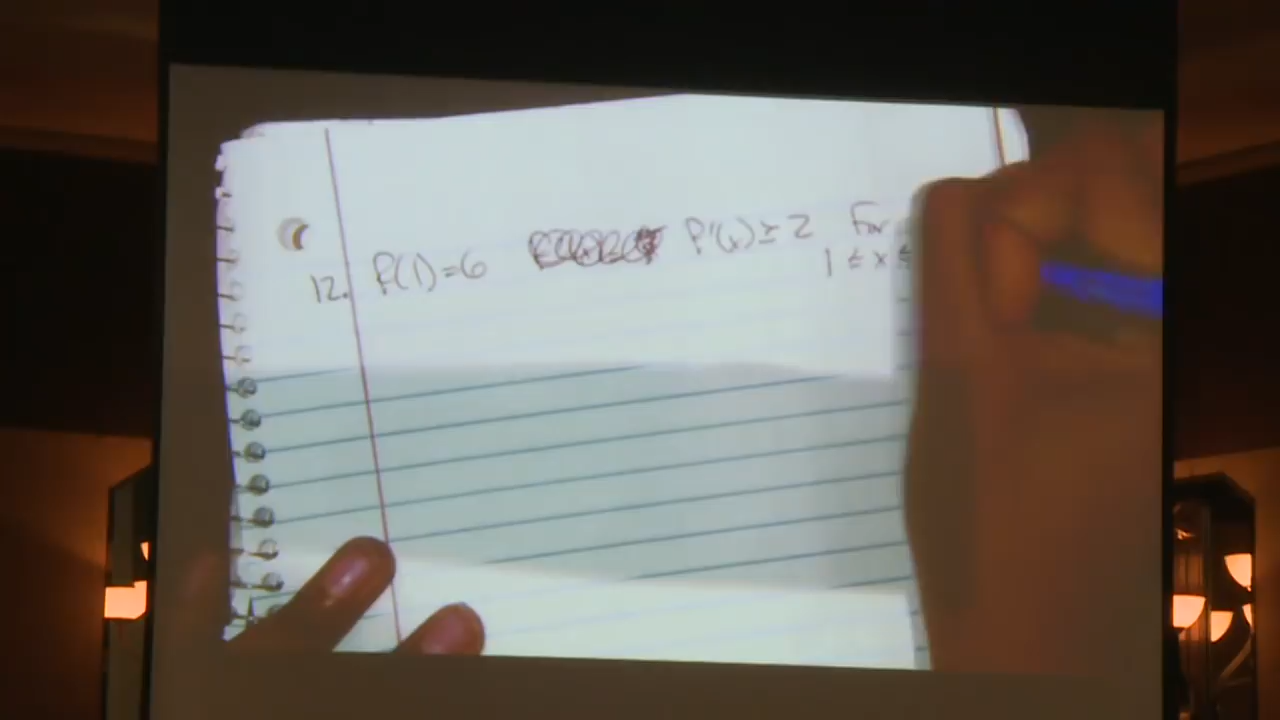 12. f(1)=6 f'(x)≥2 For
1 ≤ x ≤